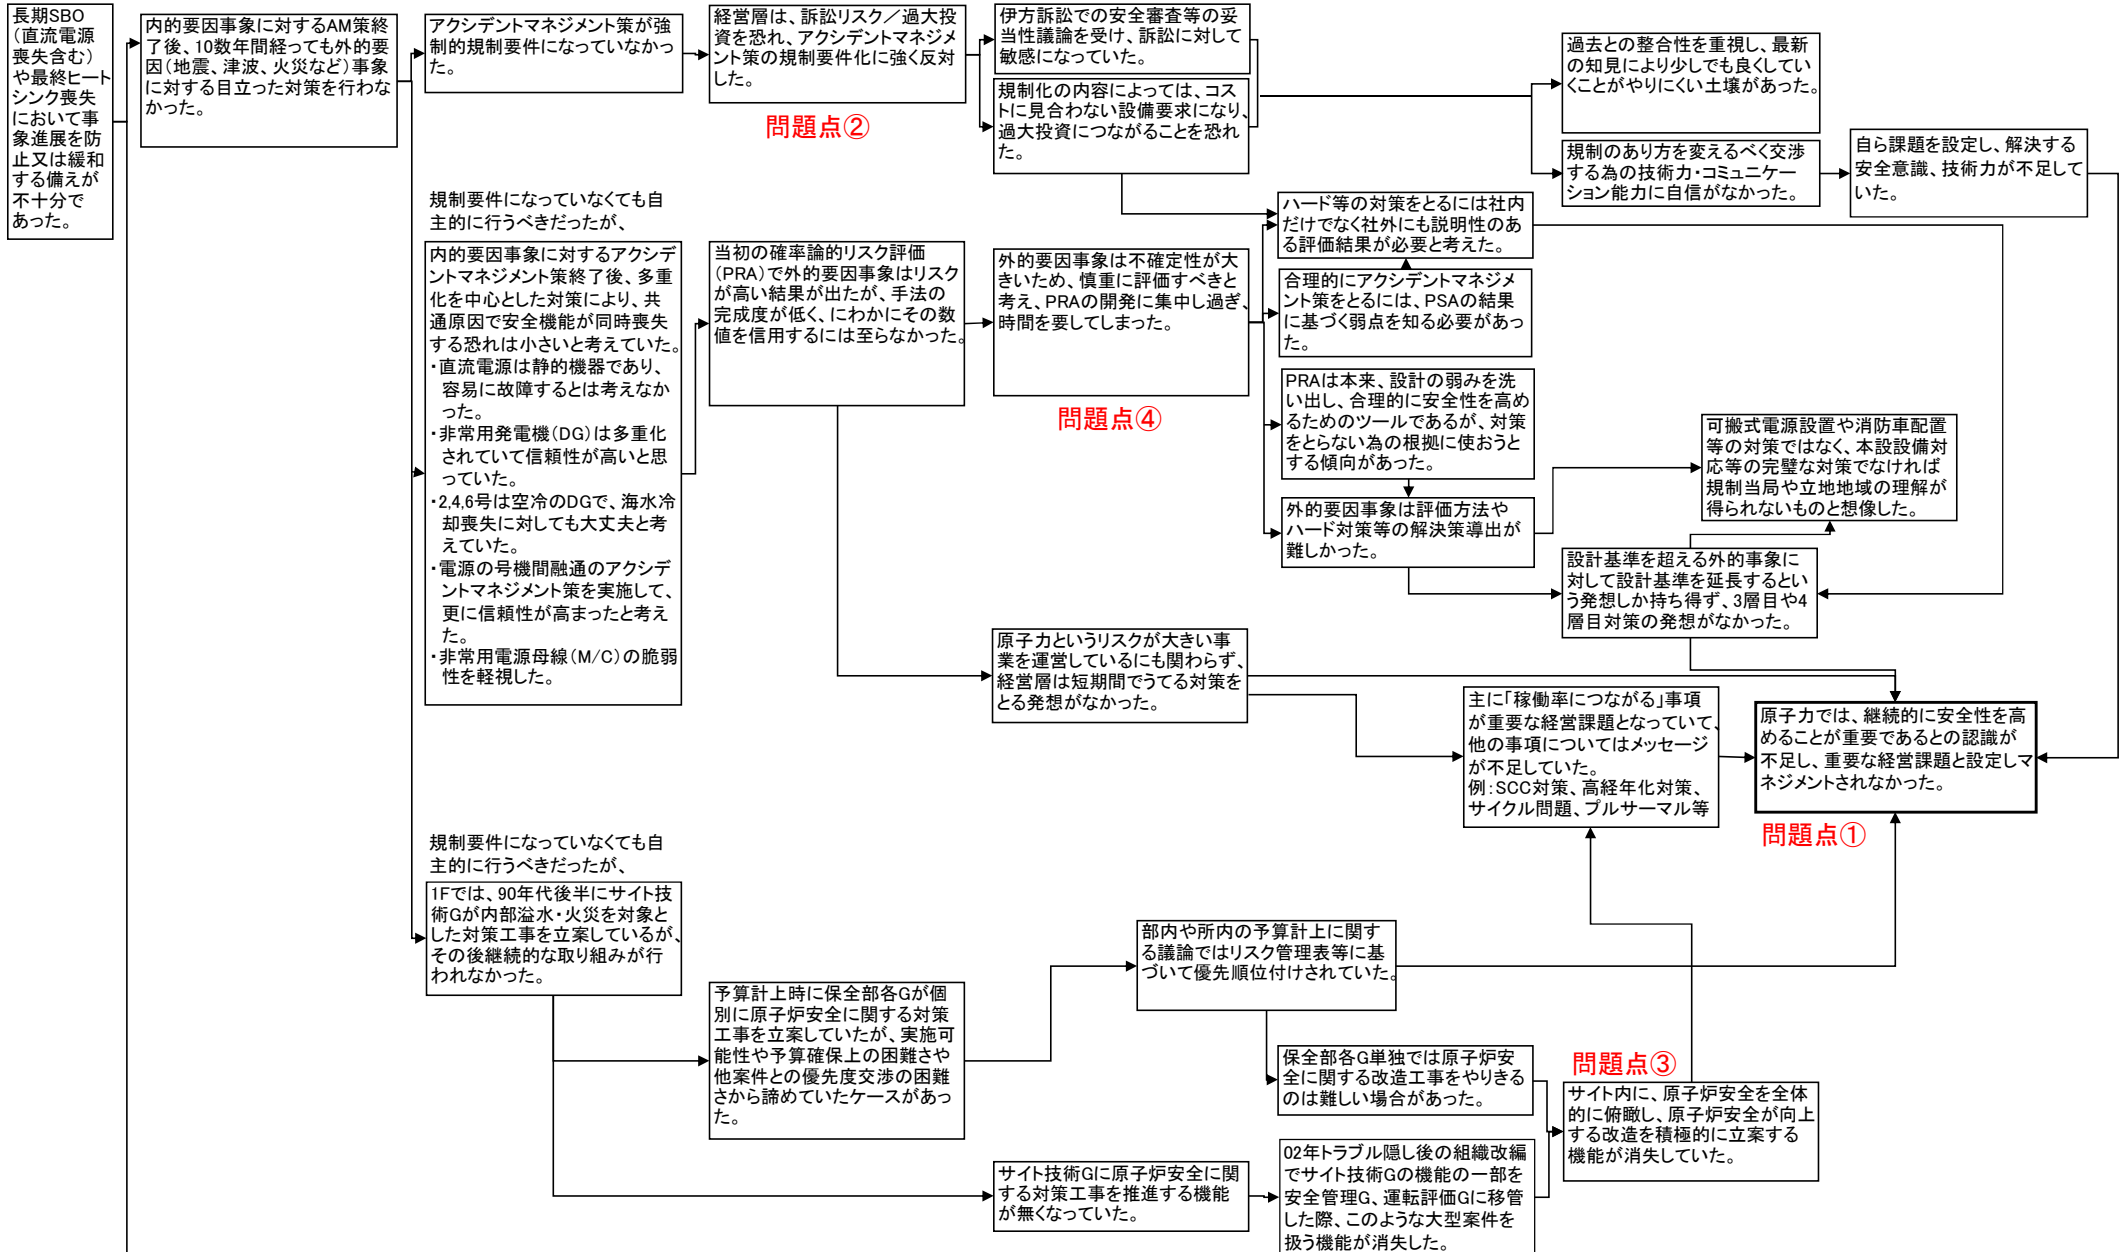 長期SBO
(直流電源
喪失含む)
や最終ヒート
シンク喪失
において事
象進展を防
止又は緩和
する備えが
不十分で
あった。
内的要因事象に対するAM策終
了後、10数年間経っても外的要
因(地震、津波、火災など)事象
に対する目立った対策を行わな
かった。
アクシデントマネジメント策が強
制的規制要件になっていなかっ
た。
経営層は、訴訟リスク／過大投
資を恐れ、アクシデントマネジメ
ント策の規制要件化に強く反対
した。
問題点②
伊方訴訟での安全審査等の妥
当性議論を受け、訴訟に対して
敏感になっていた。
規制化の内容によっては、コス
トに見合わない設備要求になり、
過大投資につながることを恐れ
た。
過去との整合性を重視し、最新
の知見により少しでも良くしてい
くことがやりにくい土壌があった。
規制のあり方を変えるべく交渉
する為の技術力・コミュニケー
ション能力に自信がなかった。
自ら課題を設定し、解決する
安全意識、技術力が不足して
いた。
規制要件になっていなくても自
主的に行うべきだったが、
内的要因事象に対するアクシデ
ントマネジメント策終了後、多重
化を中心とした対策により、共
通原因で安全機能が同時喪失
する恐れは小さいと考えていた。
・直流電源は静的機器であり、
容易に故障するとは考えなか
った。
・非常用発電機(DG)は多重化
されていて信頼性が高いと思
っていた。
・2,4,6号は空冷のDGで、海水冷
却喪失に対しても大丈夫と考
えていた。
・電源の号機間融通のアクシデ
ントマネジメント策を実施して、
更に信頼性が高まったと考え
た。
・非常用電源母線(M/C)の脆弱
性を軽視した。
当初の確率論的リスク評価
(PRA)で外的要因事象はリスク
が高い結果が出たが、手法の
完成度が低く、にわかにその数
値を信用するには至らなかった。
外的要因事象は不確定性が大
きいため、慎重に評価すべきと
考え、PRAの開発に集中し過ぎ、
時間を要してしまった。
問題点④
ハード等の対策をとるには社内
だけでなく社外にも説明性のあ
る評価結果が必要と考えた。
合理的にアクシデントマネジメ
ント策をとるには、PSAの結果
に基づく弱点を知る必要があっ
た。
PRAは本来、設計の弱みを洗
い出し、合理的に安全性を高め
るためのツールであるが、対策
をとらない為の根拠に使おうと
する傾向があった。
外的要因事象は評価方法や
ハード対策等の解決策導出が
難しかった。
可搬式電源設置や消防車配置
等の対策ではなく、本設設備対
応等の完璧な対策でなければ
規制当局や立地地域の理解が
得られないものと想像した。
設計基準を超える外的事象に
対して設計基準を延長するとい
う発想しか持ち得ず、3層目や4
層目対策の発想がなかった。
原子力というリスクが大きい事
業を運営しているにも関わらず、
経営層は短期間でうてる対策を
とる発想がなかった。
主に「稼働率につながる」事項
が重要な経営課題となっていて、
他の事項についてはメッセージ
が不足していた。
例:SCC対策、高経年化対策、
サイクル問題、プルサーマル等
原子力では、継続的に安全性を高
めることが重要であるとの認識が
不足し、重要な経営課題と設定しマ
ネジメントされなかった。
問題点①
規制要件になっていなくても自
主的に行うべきだったが、
1Fでは、90年代後半にサイト技
術Gが内部溢水・火災を対象と
した対策工事を立案しているが、
その後継続的な取り組みが行
われなかった。
予算計上時に保全部各Gが個
別に原子炉安全に関する対策
工事を立案していたが、実施可
能性や予算確保上の困難さや
他案件との優先度交渉の困難
さから諦めていたケースがあっ
た。
部内や所内の予算計上に関す
る議論ではリスク管理表等に基
づいて優先順位付けされていた。
保全部各G単独では原子炉安
全に関する改造工事をやりきる
のは難しい場合があった。
問題点③
サイト内に、原子炉安全を全体
的に俯瞰し、原子炉安全が向上
する改造を積極的に立案する
機能が消失していた。
サイト技術Gに原子炉安全に関
する対策工事を推進する機能
が無くなっていた。
02年トラブル隠し後の組織改編
でサイト技術Gの機能の一部を
安全管理G、運転評価Gに移管
した際、このような大型案件を
扱う機能が消失した。